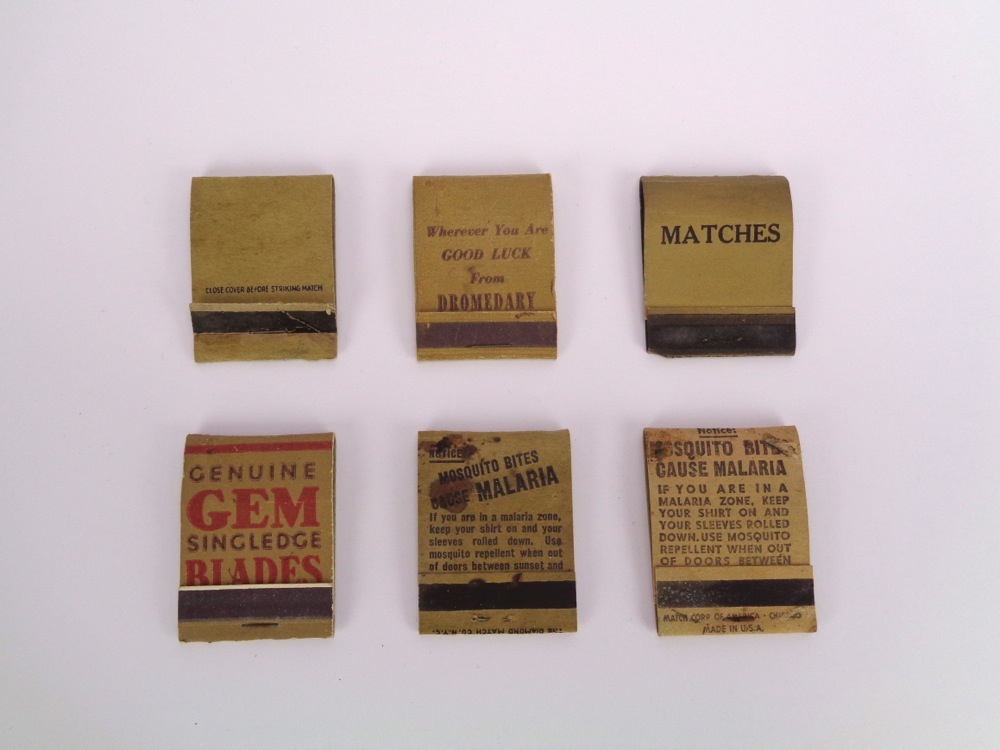 CLOSE COVER BEFORE STRIKING MATCH
Wherever You Are
GOOD LUCK
From
DROMEDARY
MATCHES
GENUINE
GEM
SINGLEDGE
BLADES
NOTICE:
MOSQUITO BITES
CAUSE MALARIA
If you are in a malaria zone,
keep your shirt on and your
sleeves rolled down. Use
mosquito repellent when out
of doors between sunset and
THE DIAMOND MATCH CO. N.Y.C.
Notice:
MOSQUITO BITES
CAUSE MALARIA
IF YOU ARE IN A
MALARIA ZONE, KEEP
YOUR SHIRT ON AND
YOUR SLEEVES ROLLED
DOWN. USE MOSQUITO
REPELLENT WHEN OUT
OF DOORS BETWEEN
MATCH CORP OF AMERICA · CHICAGO
MADE IN U.S.A.